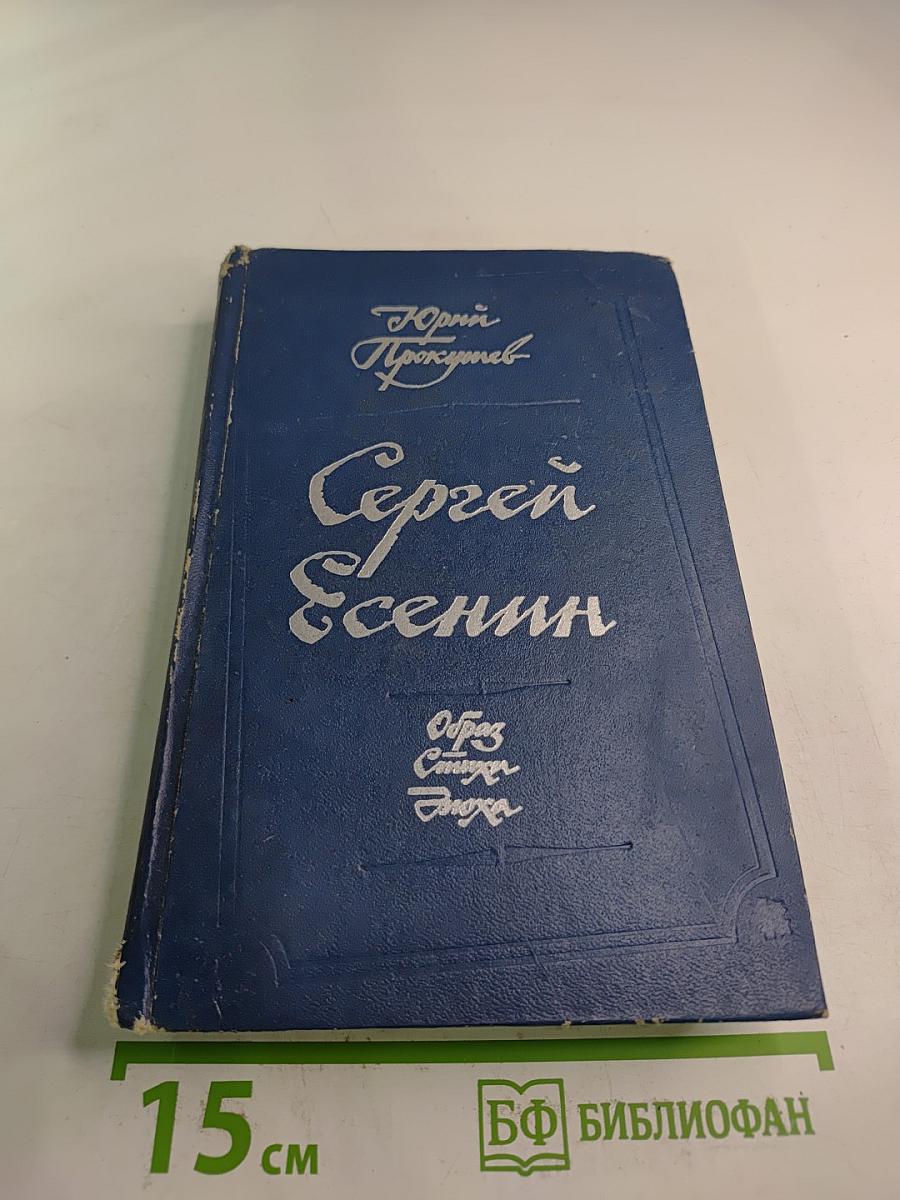 Юрий
Прокушев
Сергей
Есенин
Образ
Стихи
Эпоха
15 см
БФ БИБЛИОФАН